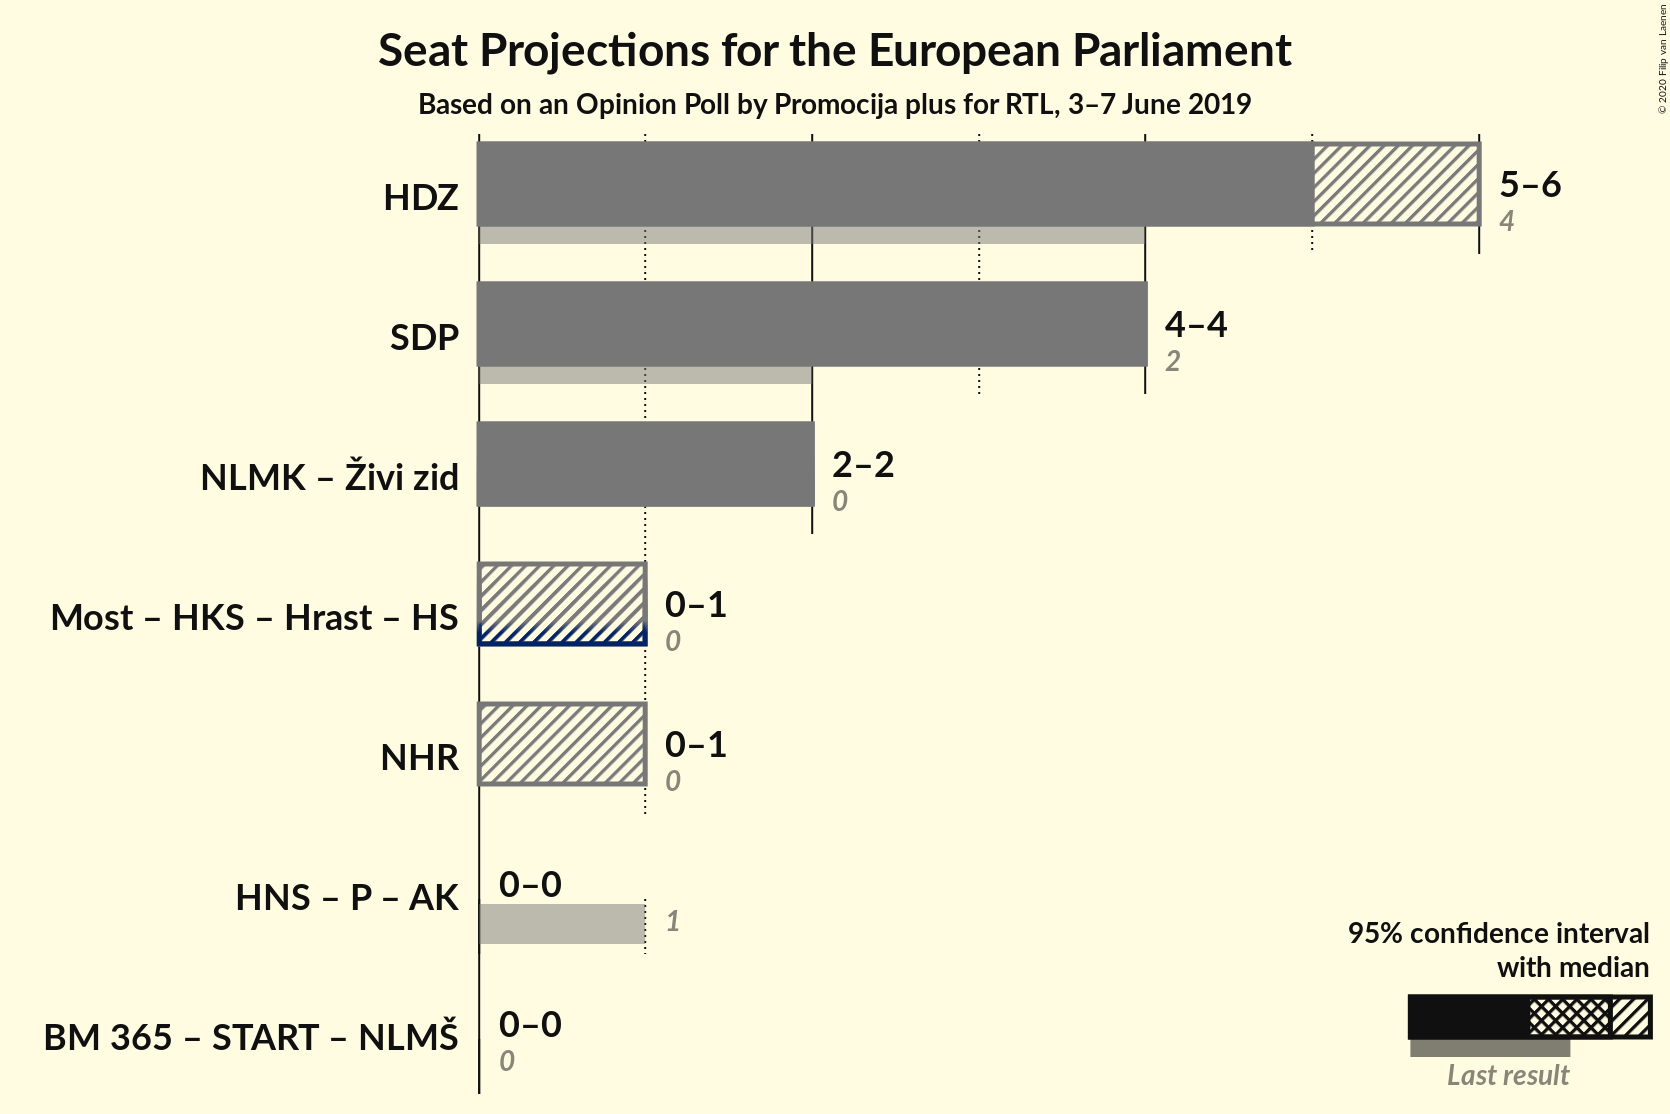 Seat Projections for the European Parliament
Based on an Opinion Poll by Promocija plus for RTL, 3–7 June 2019
© 2020 Filip van Laenen
HDZ
5–6
4
SDP
4–4
2
NLMK – Živi zid
2–2
0
Most – HKS – Hrast – HS
0–1
0
NHR
0–1
0
HNS – P – AK
0–0
1
BM 365 – START – NLMŠ
0–0
0
95% confidence interval
with median
Last result